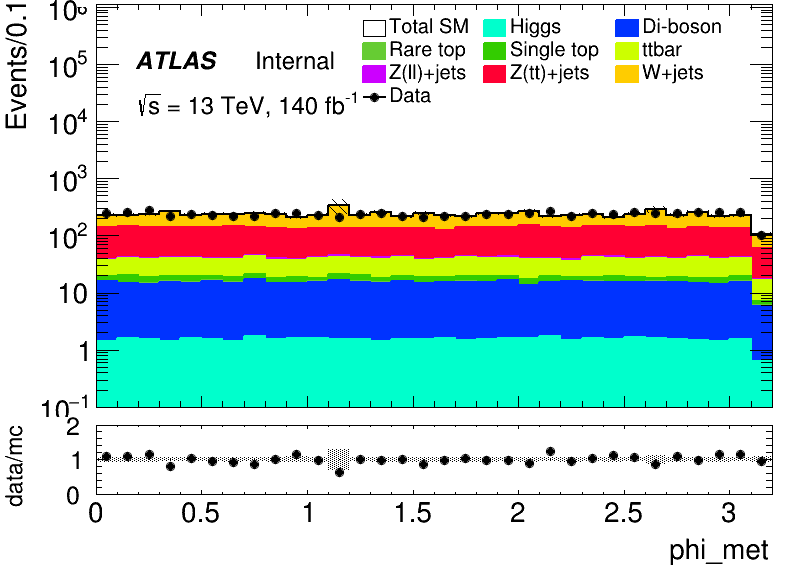 Events/0.1
Total SM Higgs Di-boson
Rare top Single top ttbar
Z(ll)+jets Z(tt)+jets W+jets
Data
ATLAS Internal
√s = 13 TeV, 140 fb⁻¹
10⁶
10⁵
10⁴
10³
10²
10
1
10⁻¹
data/mc
2
1
0
0 0.5 1 1.5 2 2.5 3
phi_met